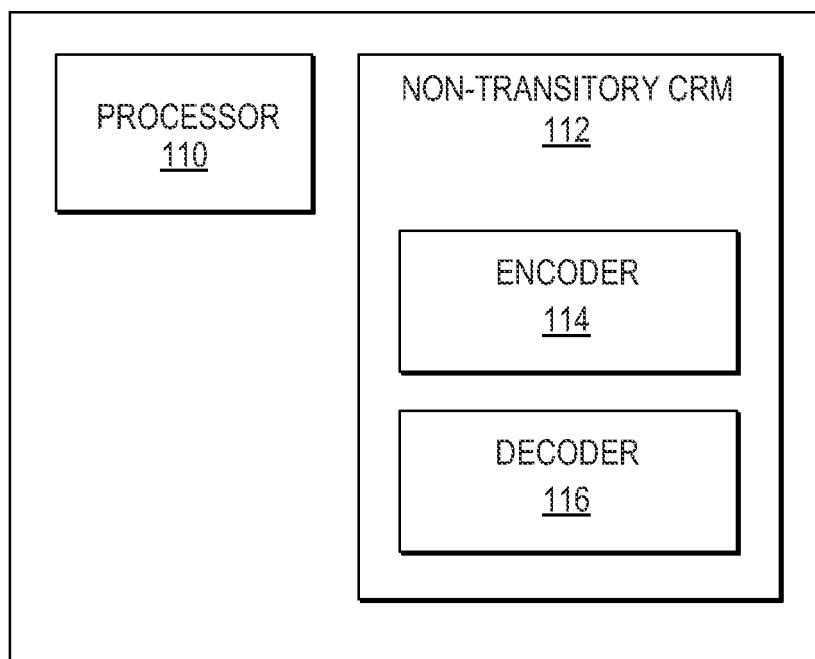 PROCESSOR
110
NON-TRANSITORY CRM
112
ENCODER
114
DECODER
116